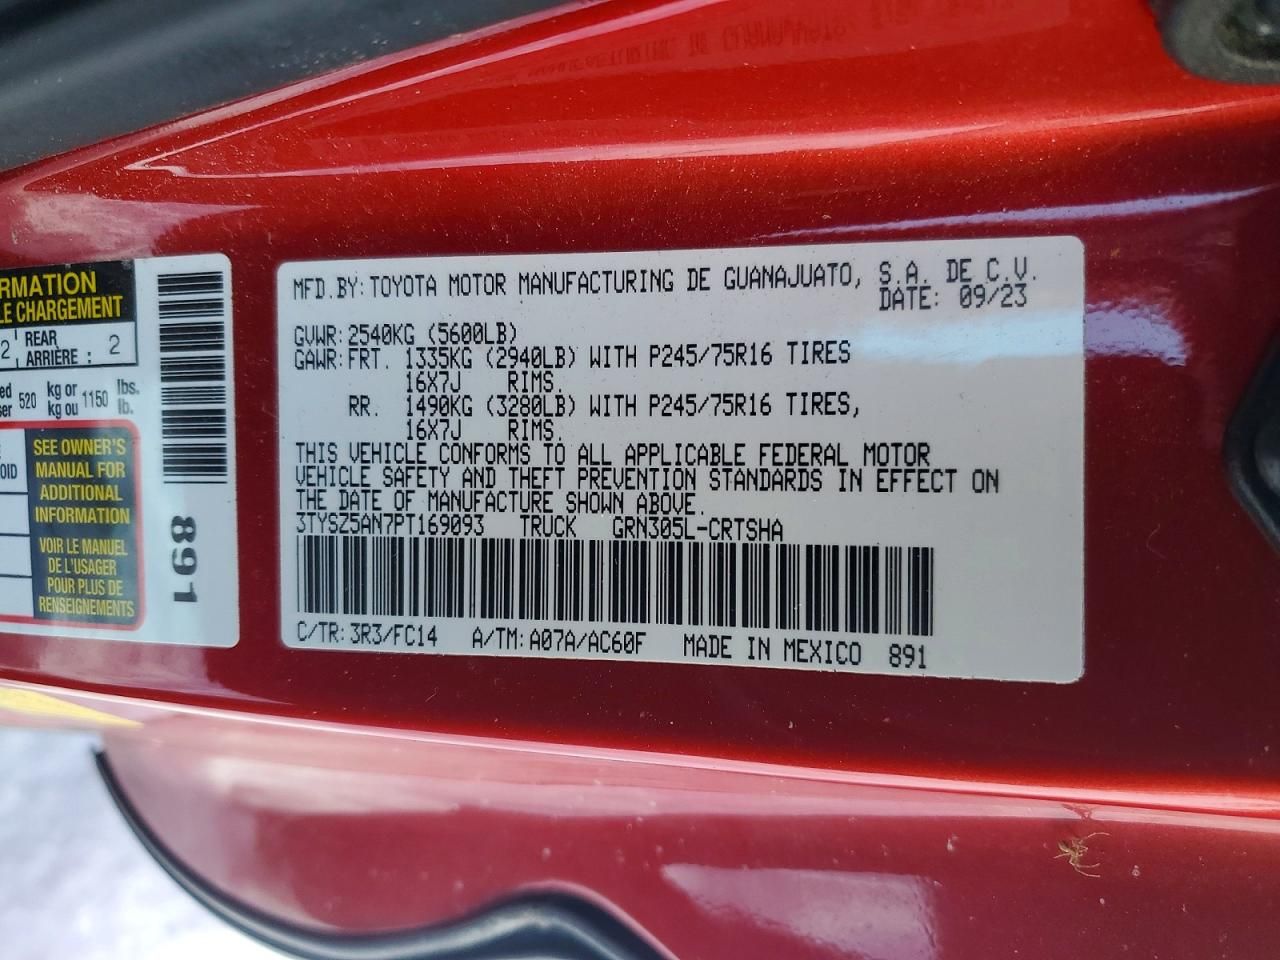 RMATION
LE CHARGEMENT
2 REAR
ARRIÈRE : 2
ed 520 kg or 1150 lbs.
ser kg ou lb.
OID
SEE OWNER'S
MANUAL FOR
ADDITIONAL
INFORMATION
VOIR LE MANUEL
DE L'USAGER
POUR PLUS DE
RENSEIGNEMENTS
891
MFD.BY:TOYOTA MOTOR MANUFACTURING DE GUANAJUATO, S.A. DE C.V.
DATE: 09/23
GVWR:2540KG (5600LB)
GAWR:FRT. 1335KG (2940LB) WITH P245/75R16 TIRES
16X7J RIMS.
RR. 1490KG (3280LB) WITH P245/75R16 TIRES,
16X7J RIMS.
THIS VEHICLE CONFORMS TO ALL APPLICABLE FEDERAL MOTOR
VEHICLE SAFETY AND THEFT PREVENTION STANDARDS IN EFFECT ON
THE DATE OF MANUFACTURE SHOWN ABOVE.
3TYSZ5AN7PT169093 TRUCK GRN305L-CRTSHA
C/TR:3R3/FC14 A/TM:A07A/AC60F MADE IN MEXICO 891